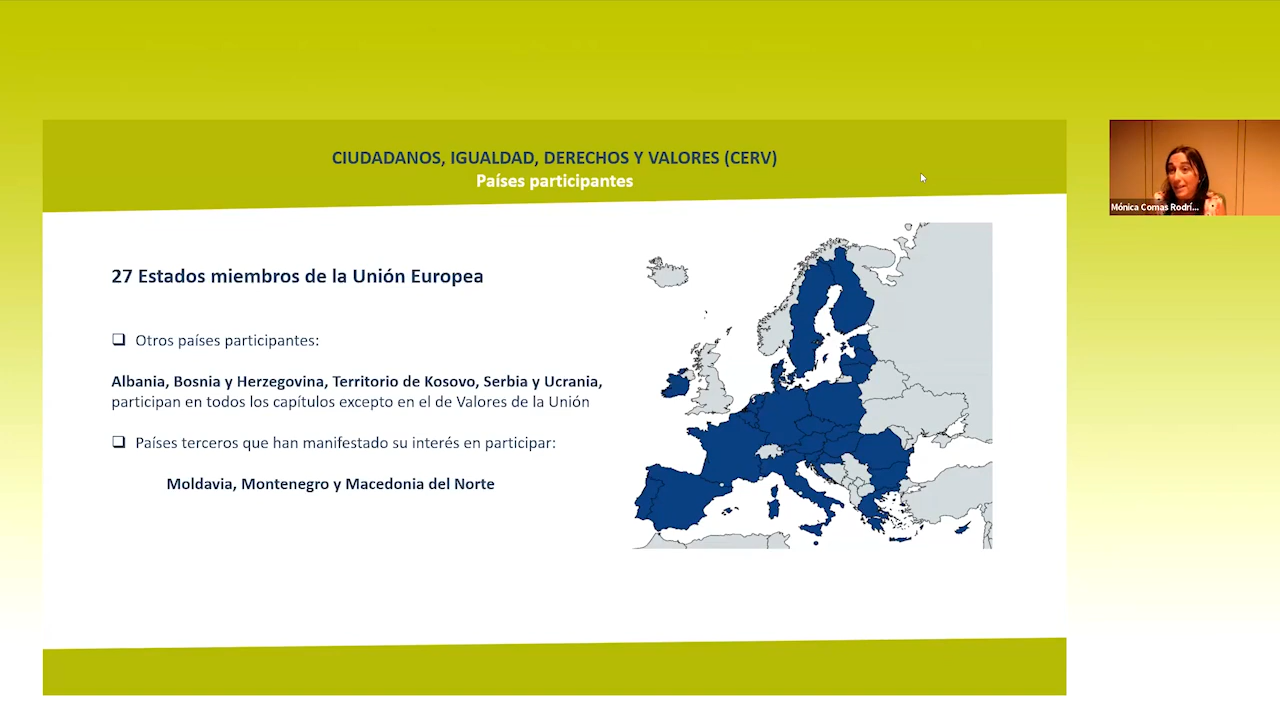 CIUDADANOS, IGUALDAD, DERECHOS Y VALORES (CERV)
Países participantes
Mónica Comas Rodrí...
27 Estados miembros de la Unión Europea
Otros países participantes:
Albania, Bosnia y Herzegovina, Territorio de Kosovo, Serbia y Ucrania,
participan en todos los capítulos excepto en el de Valores de la Unión
Países terceros que han manifestado su interés en participar:
Moldavia, Montenegro y Macedonia del Norte